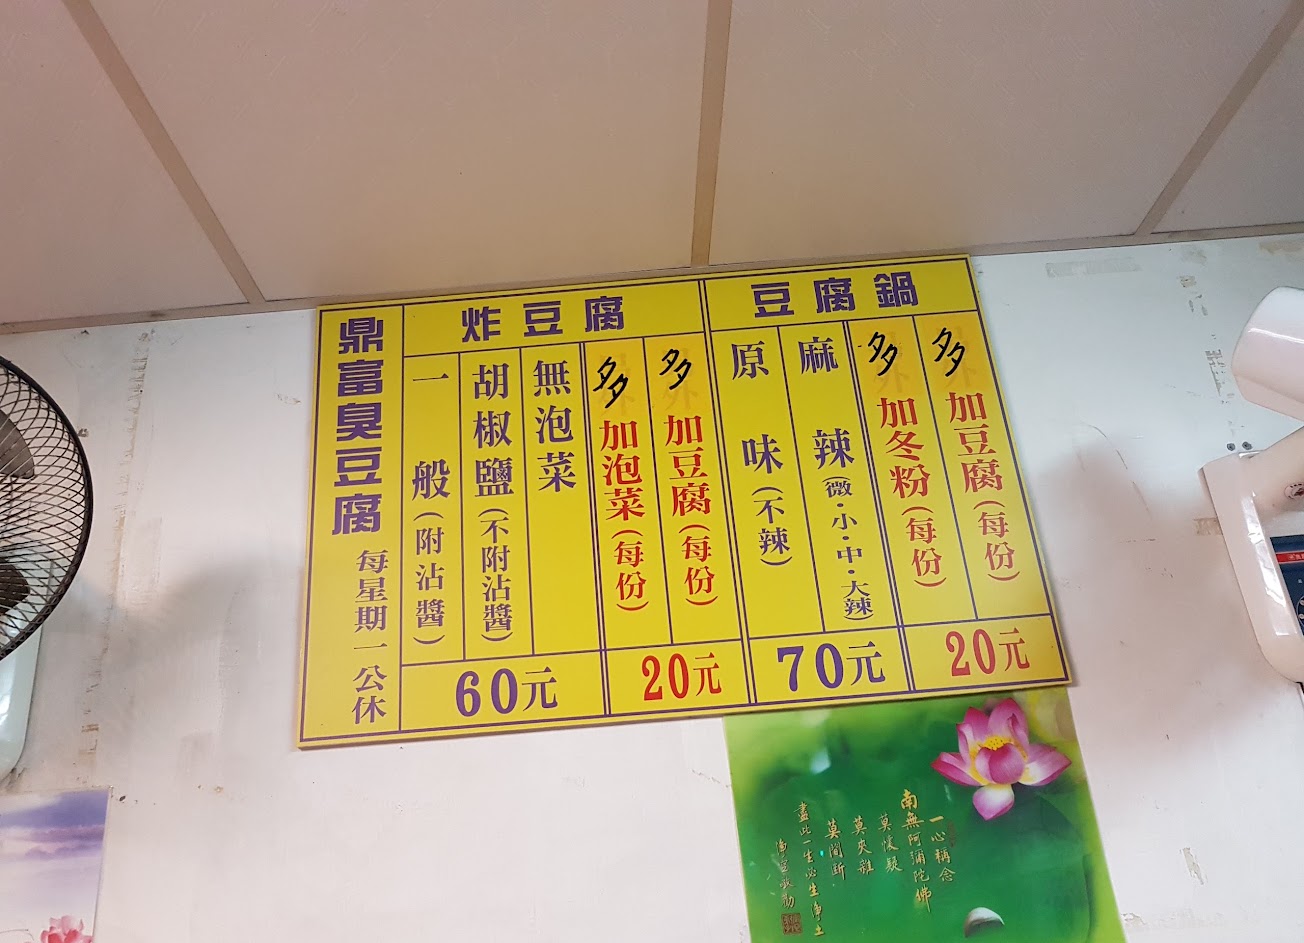 鼎富臭豆腐 每星期一公休
炸豆腐
一般(附沾醬)
胡椒鹽(不附沾醬)
無泡菜
60元
多加泡菜(每份)
多加豆腐(每份)
20元
豆腐鍋
原味(不辣)
麻辣(微·小·中·大辣)
70元
多加冬粉(每份)
多加豆腐(每份)
20元
一心稱念
南無阿彌陀佛
莫懷疑
莫夾雜
莫間斷
盡此一生必生淨土